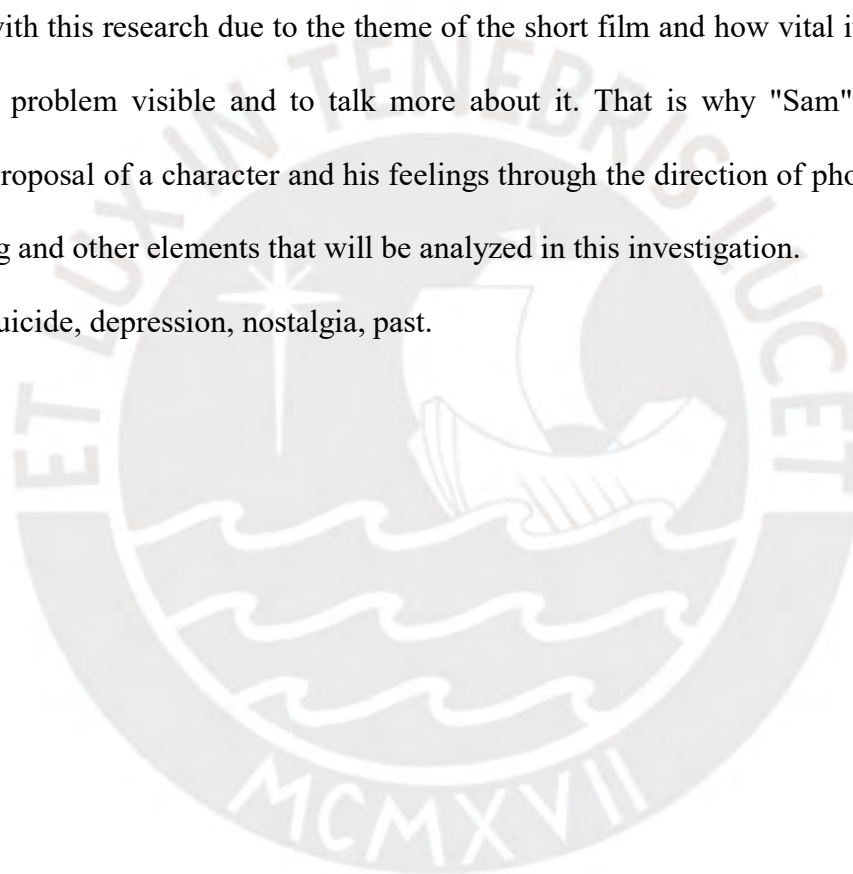 with this research due to the theme of the short film and how vital i
problem visible and to talk more about it. That is why "Sam"
roposal of a character and his feelings through the direction of pho
g and other elements that will be analyzed in this investigation.
uicide, depression, nostalgia, past.
ET LUX IN TENEBRIS LUCET
MCMXVII